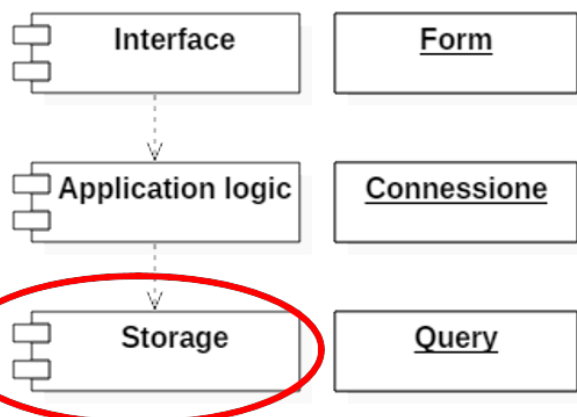 Interface
Form
Application logic
Connessione
Storage
Query